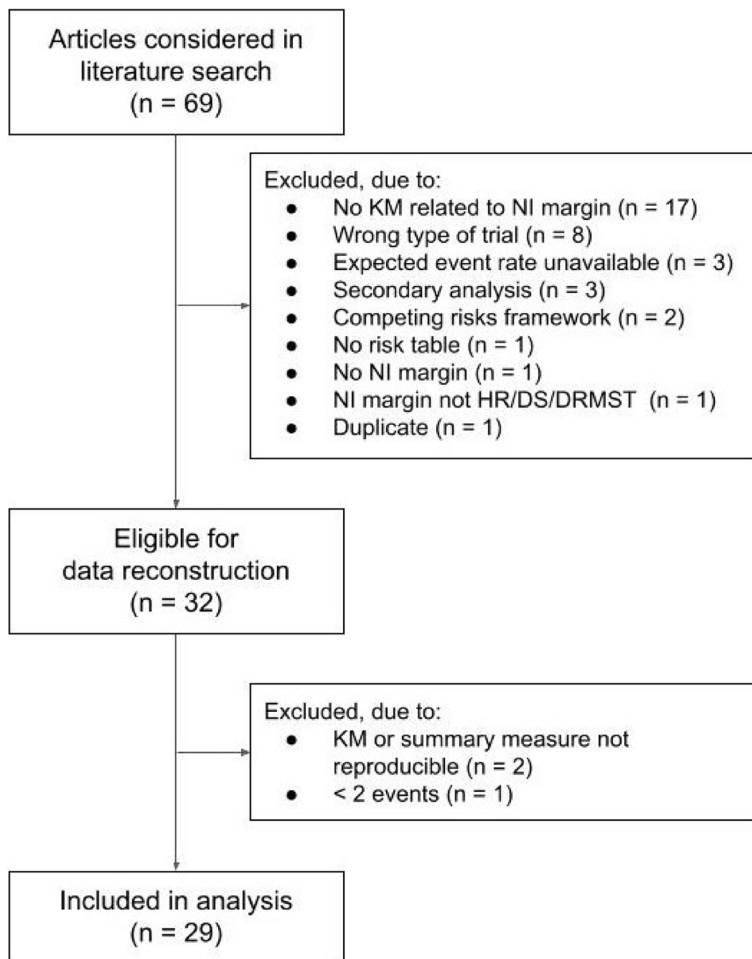 Articles considered in
literature search
(n = 69)
Excluded, due to:
● No KM related to NI margin (n = 17)
● Wrong type of trial (n = 8)
● Expected event rate unavailable (n = 3)
● Secondary analysis (n = 3)
● Competing risks framework (n = 2)
● No risk table (n = 1)
● No NI margin (n = 1)
● NI margin not HR/DS/DRMST (n = 1)
● Duplicate (n = 1)
Eligible for
data reconstruction
(n = 32)
Excluded, due to:
● KM or summary measure not
reproducible (n = 2)
● < 2 events (n = 1)
Included in analysis
(n = 29)